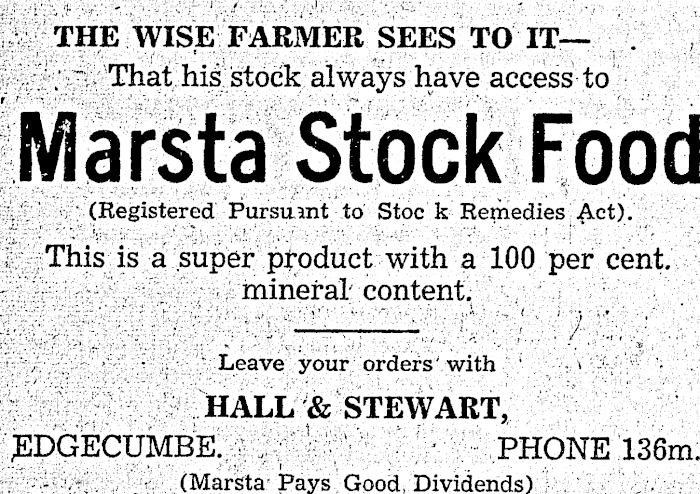 THE WISE FARMER SEES TO IT—
That his stock always have access to
Marsta Stock Food
(Registered Pursuant to Stoc k Remedies Act).
This is a super product with a 100 per cent.
mineral content.
Leave your orders with
HALL & STEWART,
EDGECUMBE. PHONE 136m.
(Marsta Pays Good Dividends)